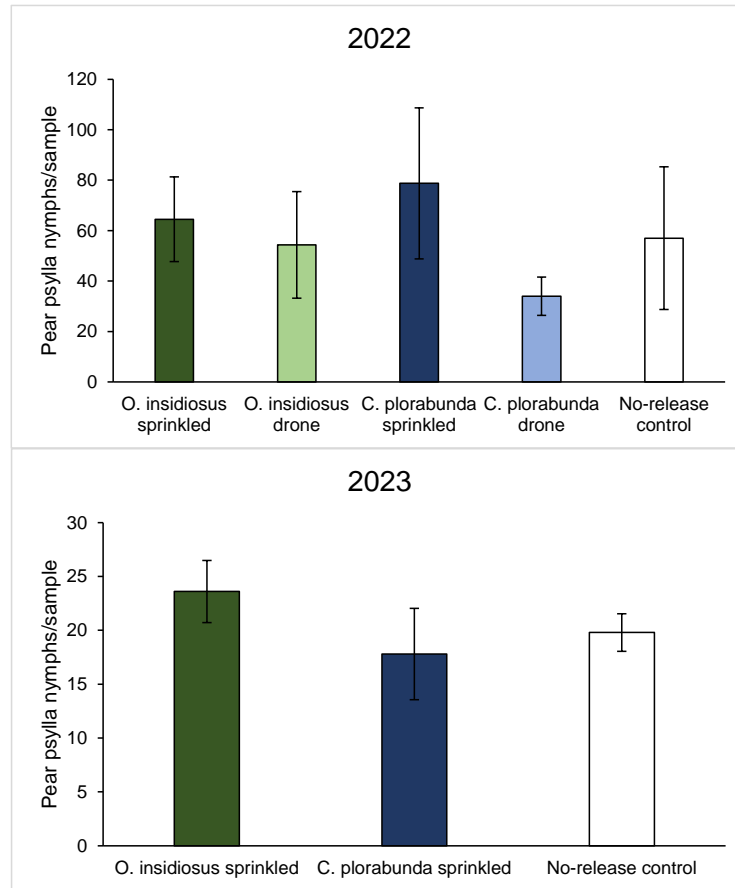 2022
Pear psylla nymphs/sample
120
100
80
60
40
20
0
O. insidiosus
sprinkled
O. insidiosus
drone
C. plorabunda
sprinkled
C. plorabunda
drone
No-release
control
2023
Pear psylla nymphs/sample
30
25
20
15
10
5
0
O. insidiosus sprinkled
C. plorabunda sprinkled
No-release control